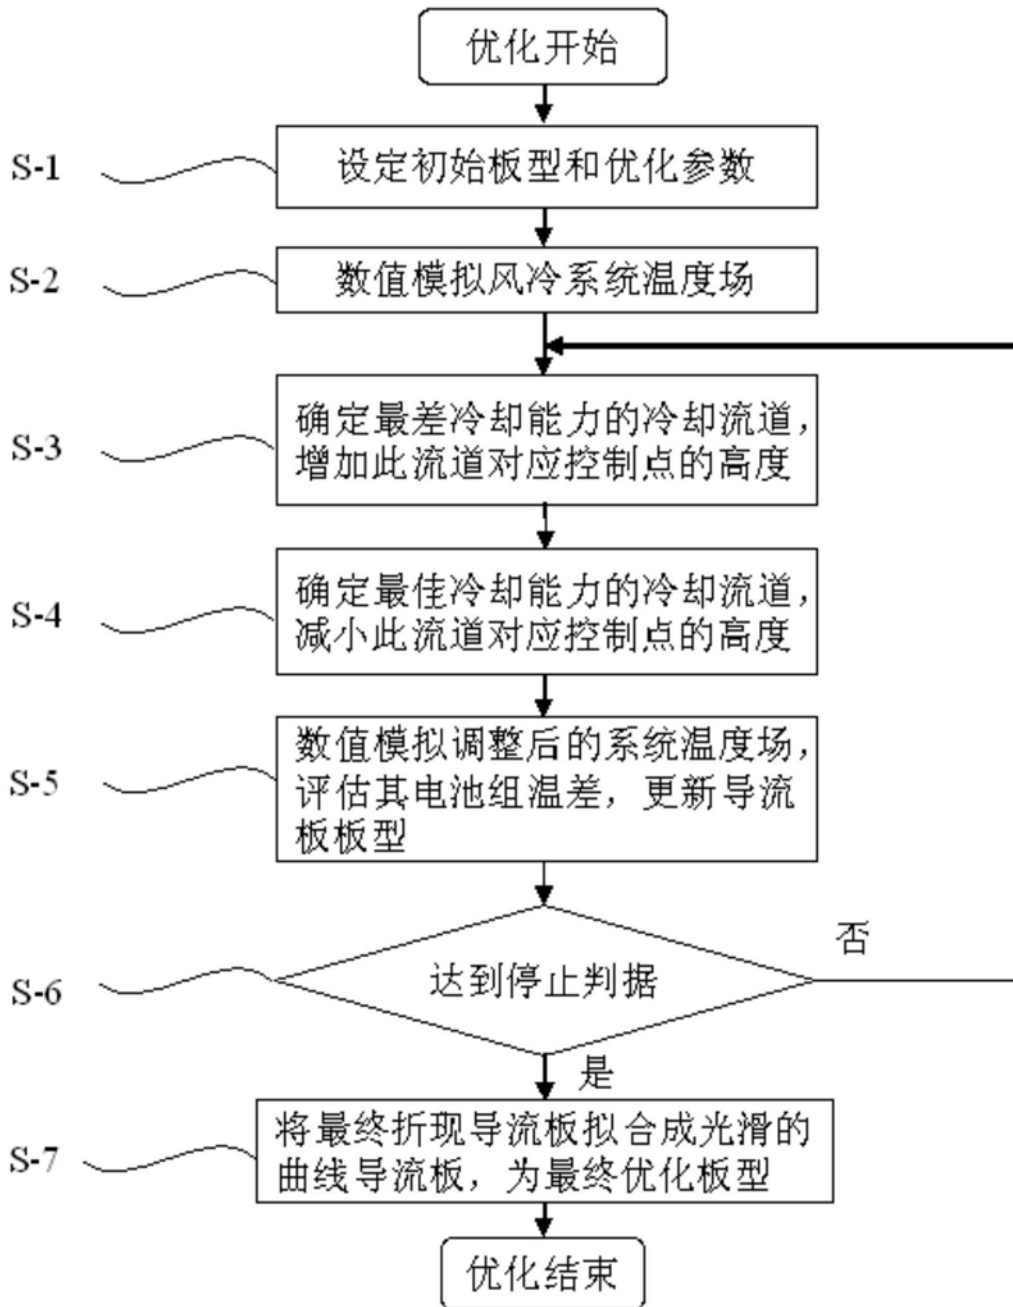 优化开始
S-1
设定初始板型和优化参数
S-2
数值模拟风冷系统温度场
S-3
确定最差冷却能力的冷却流道，
增加此流道对应控制点的高度
S-4
确定最佳冷却能力的冷却流道，
减小此流道对应控制点的高度
S-5
数值模拟调整后的系统温度场，
评估其电池组温差，更新导流
板板型
S-6
达到停止判据
否
是
S-7
将最终折现导流板拟合成光滑的
曲线导流板，为最终优化板型
优化结束